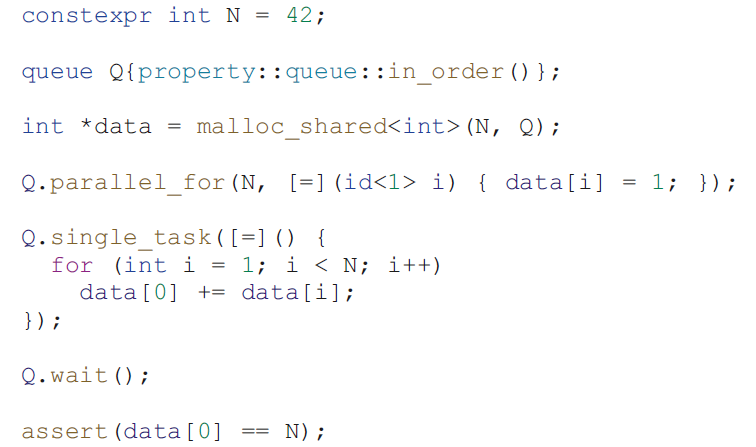 constexpr int N = 42;
queue Q{property::queue::in_order()};
int *data = malloc_shared<int>(N, Q);
Q.parallel_for(N, [=](id<1> i) { data[i] = 1; });
Q.single_task([=]() {
  for (int i = 1; i < N; i++)
    data[0] += data[i];
});
Q.wait();
assert(data[0] == N);